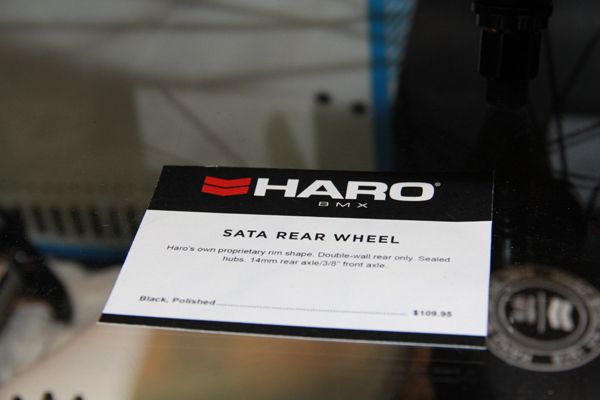 HARO®
BMX
SATA REAR WHEEL
Haro's own proprietary rim shape. Double-wall rear only. Sealed
hubs. 14mm rear axle/3/8" front axle.
Black, Polished........................................................$109.95